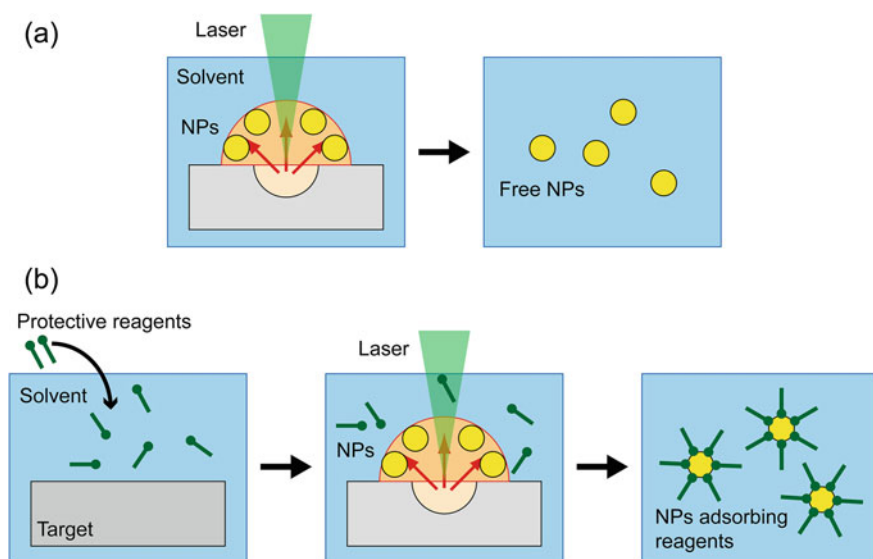 (a)
Laser
Solvent
NPs
Free NPs
(b)
Protective reagents
Solvent
Target
Laser
NPs
NPs adsorbing
reagents